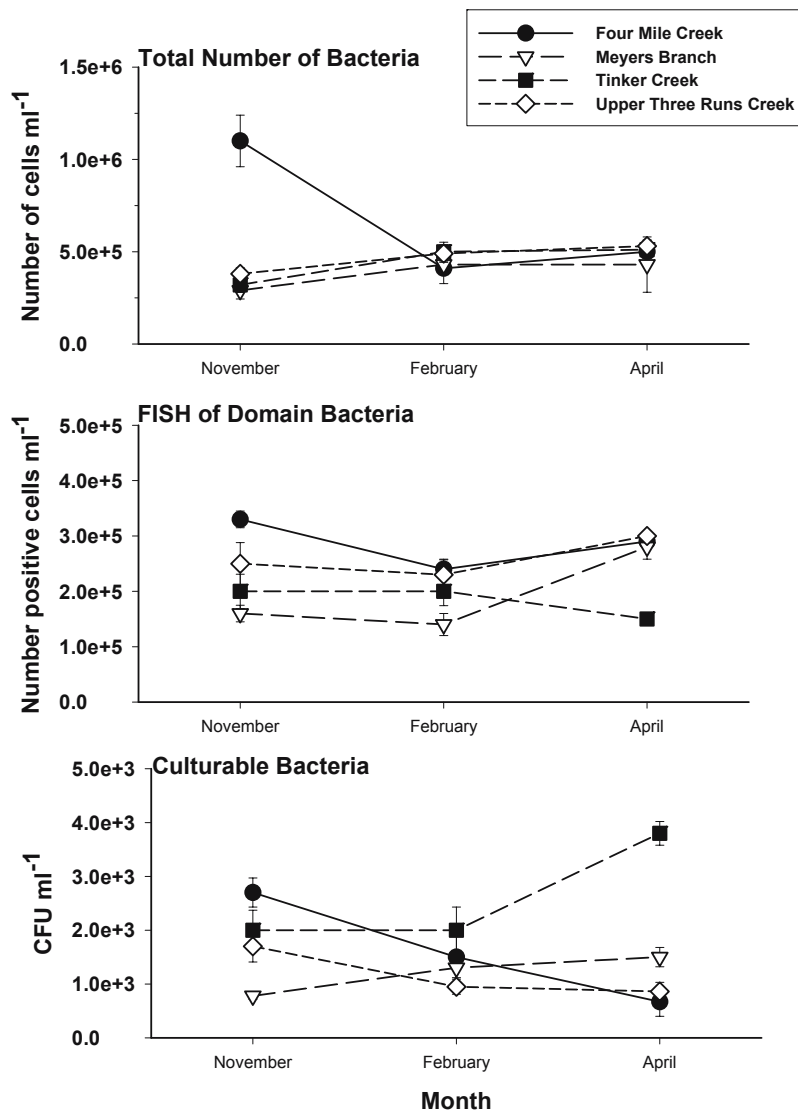 Four Mile Creek
Meyers Branch
Tinker Creek
Upper Three Runs Creek
Total Number of Bacteria
Number of cells ml⁻¹
1.5e+6
1.0e+6
5.0e+5
0.0
November February April
FISH of Domain Bacteria
Number positive cells ml⁻¹
5.0e+5
4.0e+5
3.0e+5
2.0e+5
1.0e+5
0.0
November February April
Culturable Bacteria
CFU ml⁻¹
5.0e+3
4.0e+3
3.0e+3
2.0e+3
1.0e+3
0.0
November February April
Month